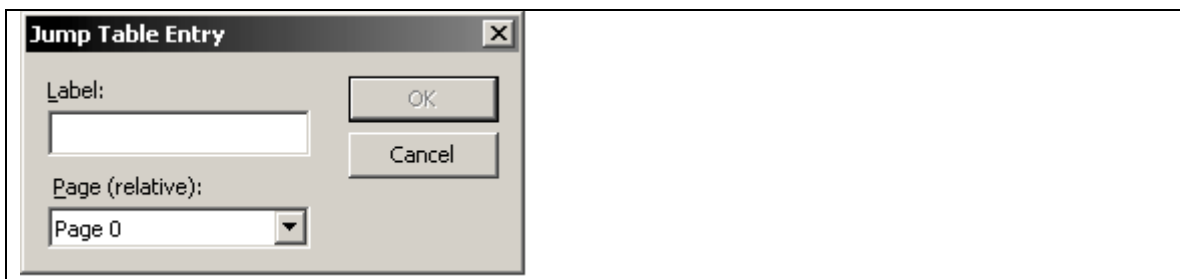 Jump Table Entry
Label:
OK
Cancel
Page (relative):
Page 0